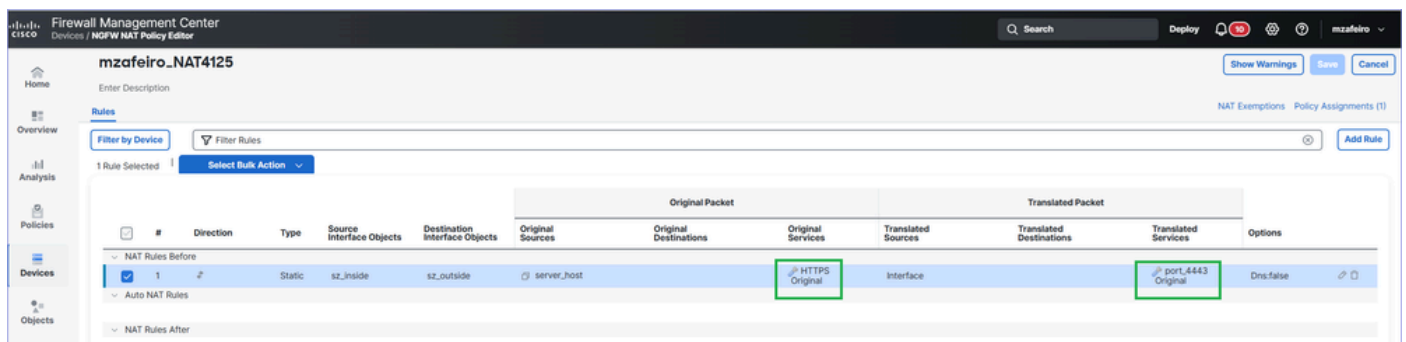 cisco
Firewall Management Center
Devices / NGFW NAT Policy Editor
Search
Deploy
10
mzafeiro
Home
Overview
Analysis
Policies
Devices
Objects
mzafeiro_NAT4125
Show Warnings
Save
Cancel
Enter Description
Rules
NAT Exemptions Policy Assignments (1)
Filter by Device
Filter Rules
Add Rule
1 Rule Selected
Select Bulk Action
Original Packet
Translated Packet
# Direction Type Source Interface Objects Destination Interface Objects Original Sources Original Destinations Original Services Translated Sources Translated Destinations Translated Services Options
NAT Rules Before
1 Static sz_inside sz_outside server_host HTTPS Original Interface port_4443 Original Dns:false
Auto NAT Rules
NAT Rules After